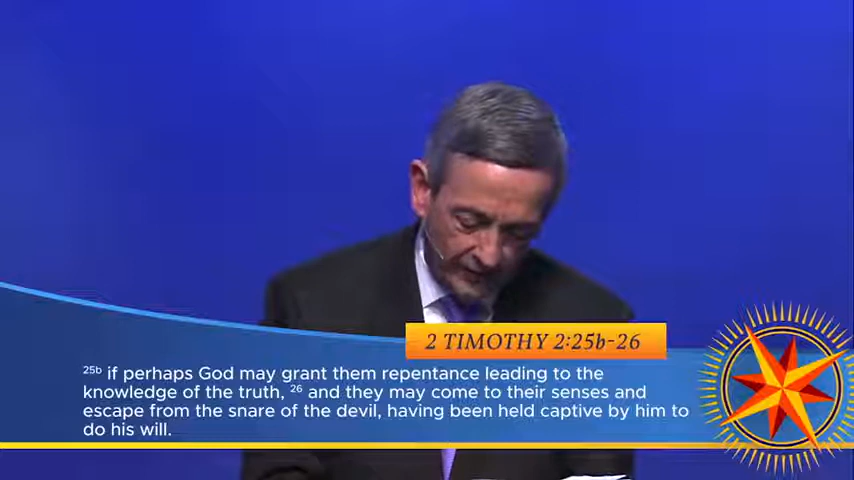 2 TIMOTHY 2:25b-26
25b if perhaps God may grant them repentance leading to the
knowledge of the truth, 26 and they may come to their senses and
escape from the snare of the devil, having been held captive by him to
do his will.